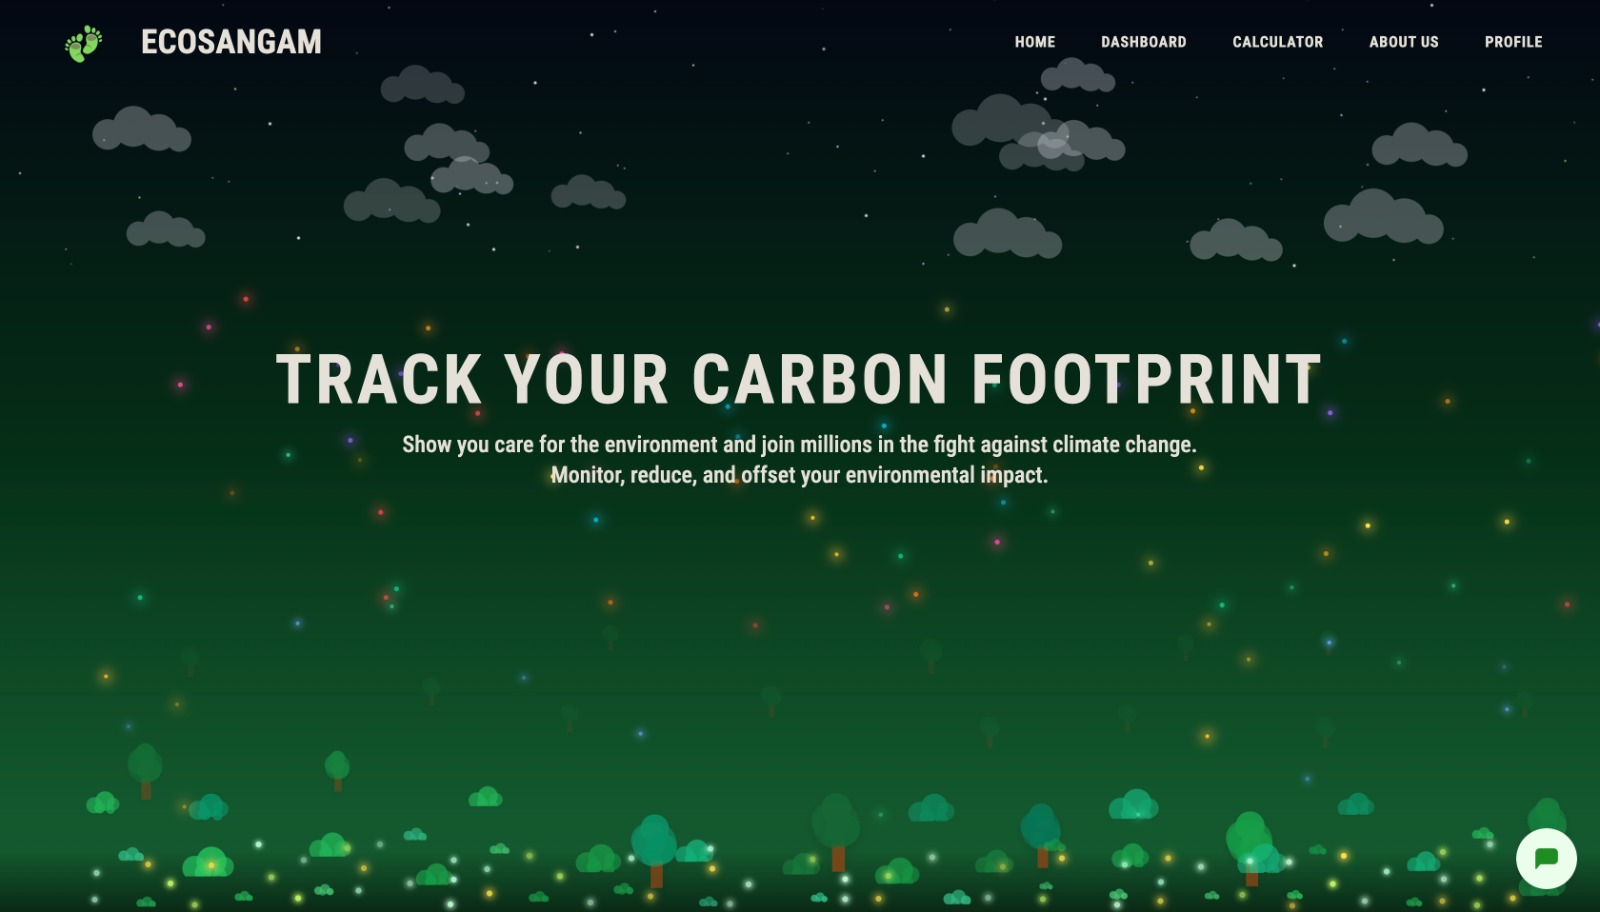 ECOSANGAM
HOME DASHBOARD CALCULATOR ABOUT US PROFILE
TRACK YOUR CARBON FOOTPRINT
Show you care for the environment and join millions in the fight against climate change.
Monitor, reduce, and offset your environmental impact.